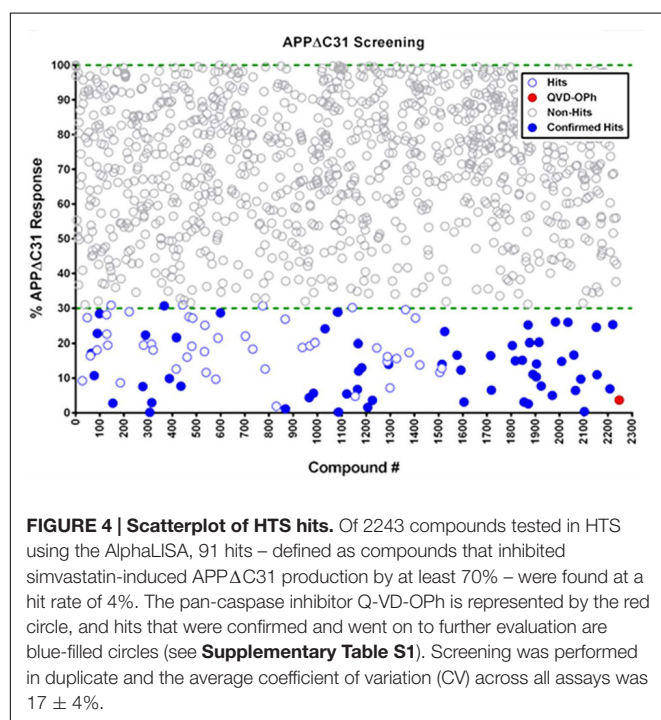 APPΔC31 Screening
% APPΔC31 Response
100
90
80
70
60
50
40
30
20
10
0
Hits
QVD-OPh
Non-Hits
Confirmed Hits
0
100
200
300
400
500
600
700
800
900
1000
1100
1200
1300
1400
1500
1600
1700
1800
1900
2000
2100
2200
2300
Compound #
FIGURE 4 | Scatterplot of HTS hits. Of 2243 compounds tested in HTS
using the AlphaLISA, 91 hits – defined as compounds that inhibited
simvastatin-induced APPΔC31 production by at least 70% – were found at a
hit rate of 4%. The pan-caspase inhibitor Q-VD-OPh is represented by the red
circle, and hits that were confirmed and went on to further evaluation are
blue-filled circles (see Supplementary Table S1). Screening was performed
in duplicate and the average coefficient of variation (CV) across all assays was
17 ± 4%.